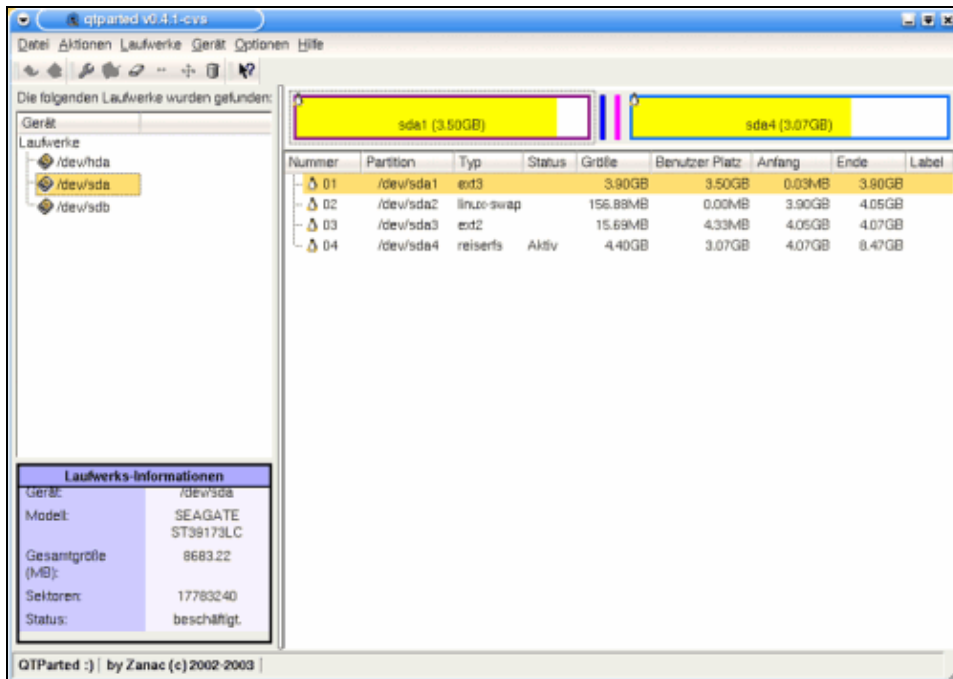 qtparted v0.4.1-cvs
Datei Aktionen Laufwerke Gerät Optionen Hilfe
Die folgenden Laufwerke wurden gefunden:
Gerät
Laufwerke
/dev/hda
/dev/sda
/dev/sdb
sda1 (3.50GB) sda4 (3.07GB)
Nummer Partition Typ Status Größe Benutzer Platz Anfang Ende Label
01 /dev/sda1 ext3 3.90GB 3.50GB 0.03MB 3.90GB
02 /dev/sda2 linux-swap 156.88MB 0.00MB 3.90GB 4.05GB
03 /dev/sda3 ext2 15.69MB 4.33MB 4.05GB 4.07GB
04 /dev/sda4 reiserfs Aktiv 4.40GB 3.07GB 4.07GB 8.47GB
Laufwerks-Informationen
Gerät: /dev/sda
Modell: SEAGATE
ST39173LC
Gesamtgröße 8683.22
(MB):
Sektoren: 17783240
Status: beschäftigt.
QTParted :) by Zanac (c) 2002-2003